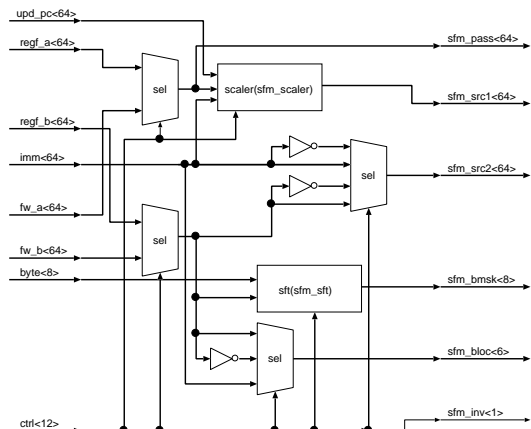 upd_pc<64>
regf_a<64>
sfm_pass<64>
sel
scaler(sfm_scaler)
sfm_src1<64>
regf_b<64>
imm<64>
sel
sfm_src2<64>
fw_a<64>
sel
fw_b<64>
byte<8>
sft(sfm_sft)
sfm_bmsk<8>
sel
sfm_bloc<6>
ctrl<12>
sfm_inv<1>